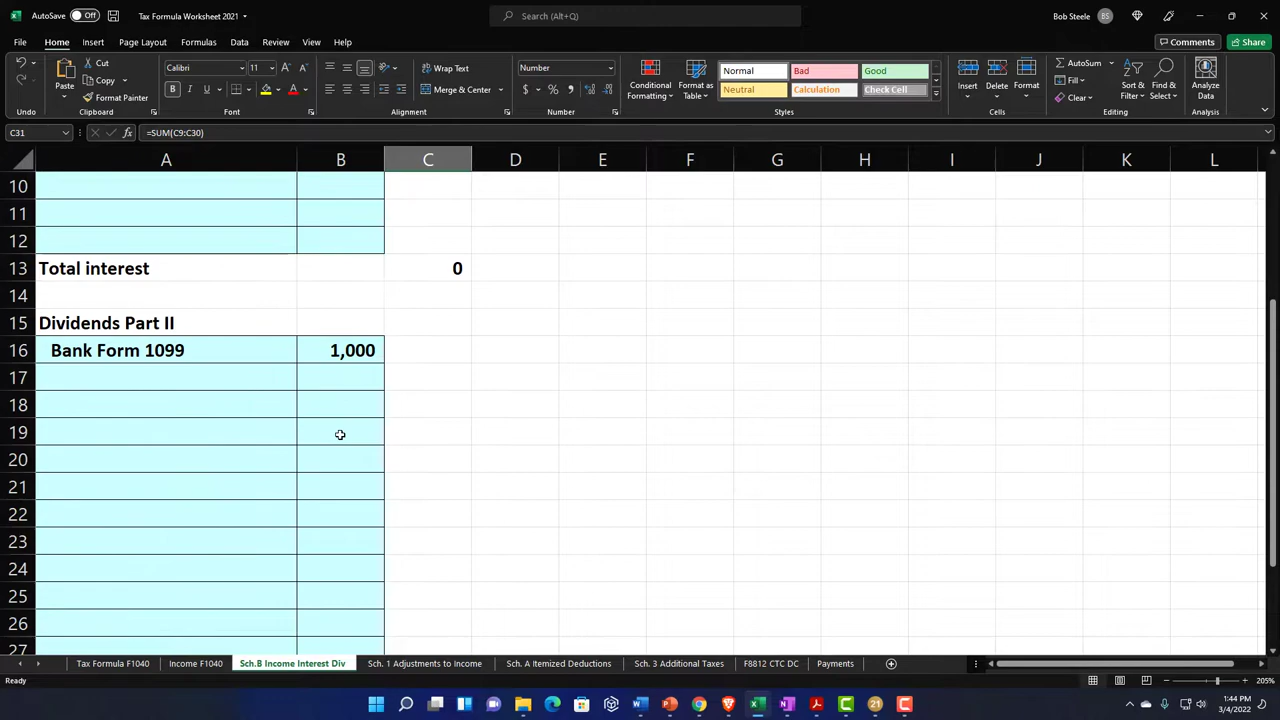 AutoSave Off Tax Formula Worksheet 2021 Search (Alt+Q) Bob Steele BS
File Home Insert Page Layout Formulas Data Review View Help Comments Share
Cut Calibri 11 Wrap Text Number Normal Bad Good AutoSum
Copy Fill
Paste Format Painter B I U Merge & Center $ % Conditional Formatting Format as Table Neutral Calculation Check Cell Insert Delete Format Clear Sort & Filter Find & Select Analyze Data
Undo Clipboard Font Alignment Number Styles Cells Editing Analysis
C31 fx =SUM(C9:C30)
A B C D E F G H I J K L
10
11
12
13 Total interest 0
14
15 Dividends Part II
16 Bank Form 1099 1,000
17
18
19
20
21
22
23
24
25
26
27
Tax Formula F1040 Income F1040 Sch.B Income Interest Div Sch. 1 Adjustments to Income Sch. A Itemized Deductions Sch. 3 Additional Taxes F8812 CTC DC Payments
Ready 205%
21 1:44 PM
3/4/2022